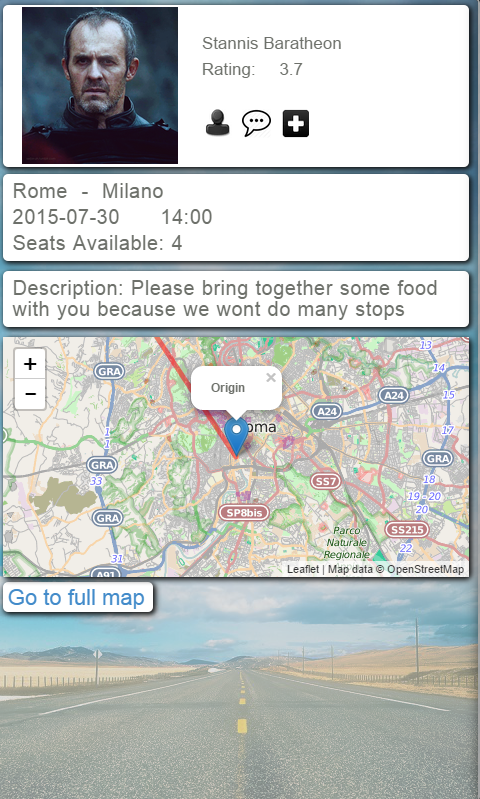 Stannis Baratheon
Rating: 3.7
Rome - Milano
2015-07-30 14:00
Seats Available: 4
Description: Please bring together some food
with you because we wont do many stops
+
−
Origin
×
GRA
13
14
A24
A24
15
oma
1
1
17
GRA
GRA
33
SS7
18
19 - 20
20
GRA
SP8bis
21
Parco
Naturale
Regionale
SS215
22
31
A91
Leaflet | Map data © OpenStreetMap
Go to full map